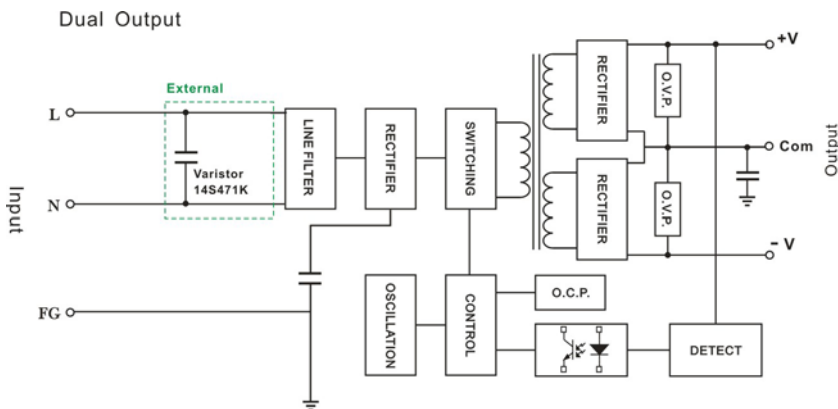 Dual Output
External
L
Varistor
14S471K
N
Input
FG
LINE FILTER
RECTIFIER
SWITCHING
RECTIFIER
RECTIFIER
O.V.P.
O.V.P.
+V
Com
- V
Output
OSCILLATION
CONTROL
O.C.P.
DETECT